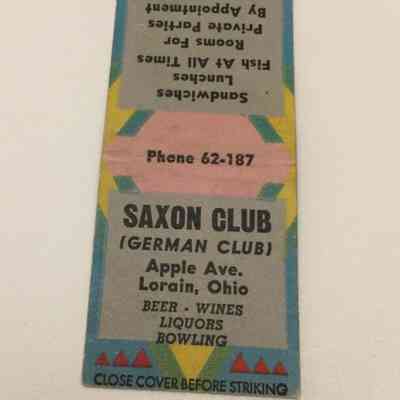 Sandwiches
Lunches
Fish At All Times
Rooms For
Private Parties
By Appointment
Phone 62-187
SAXON CLUB
(GERMAN CLUB)
Apple Ave.
Lorain, Ohio
BEER - WINES
LIQUORS
BOWLING
CLOSE COVER BEFORE STRIKING